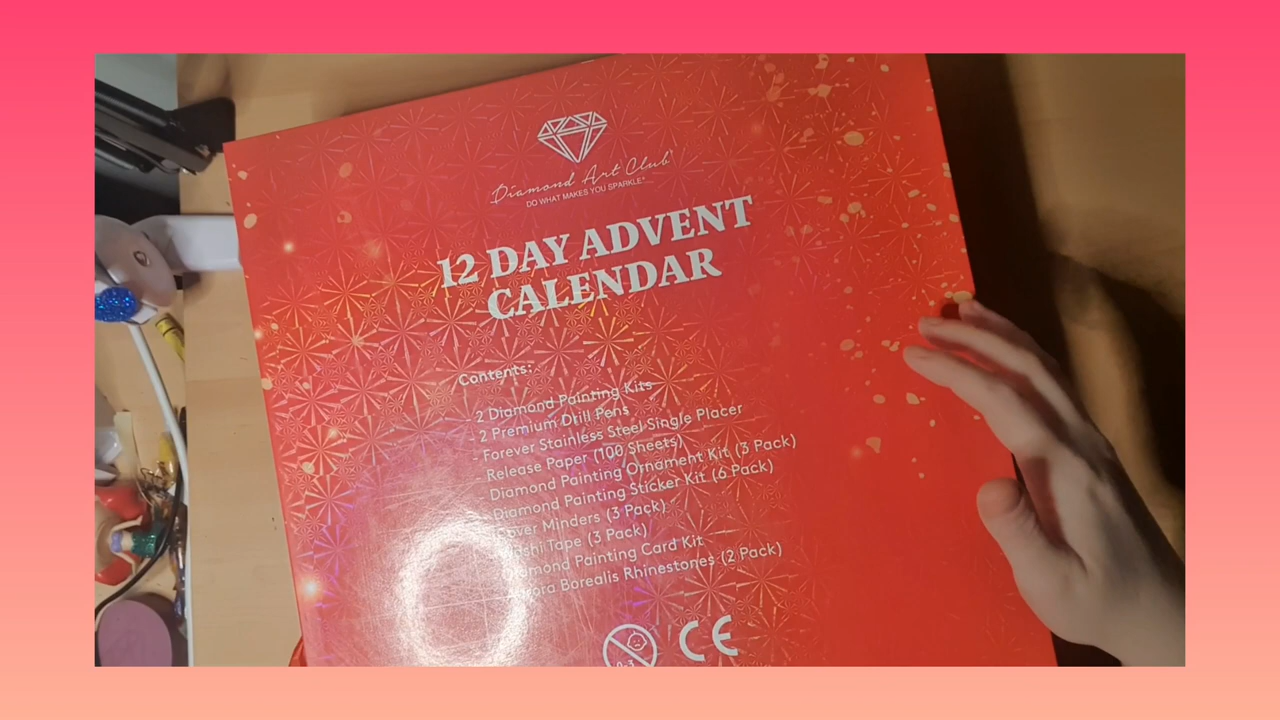 Diamond Art Club
DO WHAT MAKES YOU SPARKLE
12 DAY ADVENT
CALENDAR
Contents:
- 2 Diamond Painting Kits
- 2 Premium Drill Pens
- Forever Stainless Steel Single Placer
Release Paper (100 Sheets)
Diamond Painting Ornament Kit (3 Pack)
Diamond Painting Sticker Kit (6 Pack)
Minders (3 Pack)
Tape (3 Pack)
Painting Card Kit
Borealis Rhinestones (2 Pack)
0-3
CE